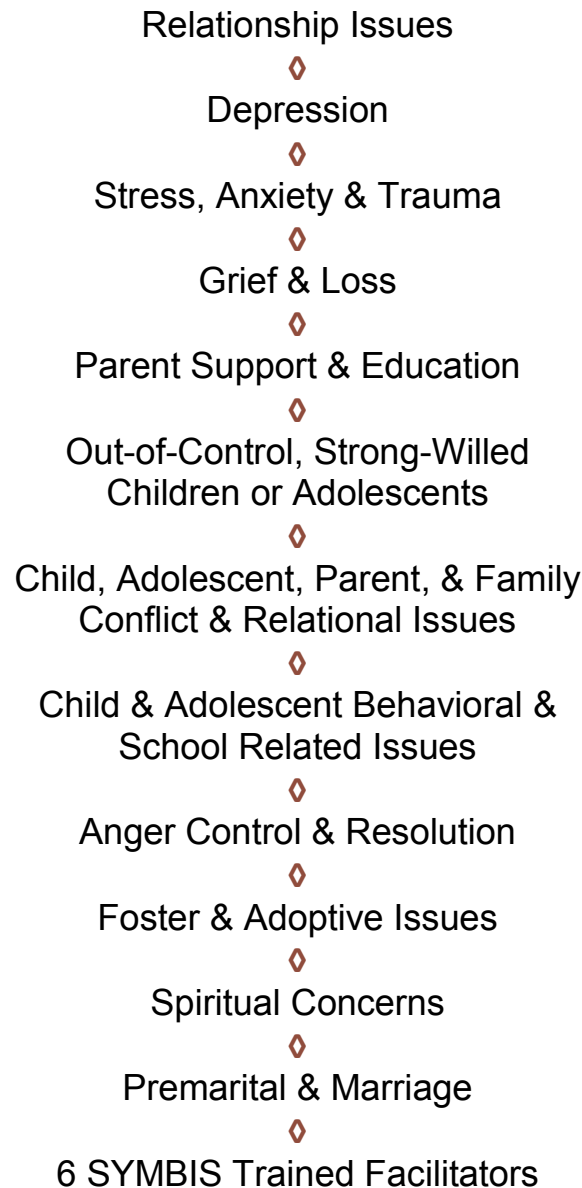 Relationship Issues
◊
Depression
◊
Stress, Anxiety & Trauma
◊
Grief & Loss
◊
Parent Support & Education
◊
Out-of-Control, Strong-Willed
Children or Adolescents
◊
Child, Adolescent, Parent, & Family
Conflict & Relational Issues
◊
Child & Adolescent Behavioral &
School Related Issues
◊
Anger Control & Resolution
◊
Foster & Adoptive Issues
◊
Spiritual Concerns
◊
Premarital & Marriage
◊
6 SYMBIS Trained Facilitators